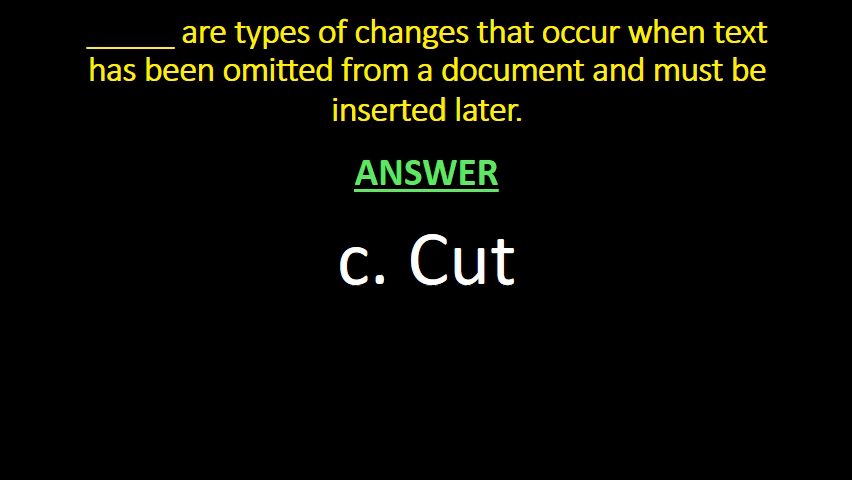 _____ are types of changes that occur when text
has been omitted from a document and must be
inserted later.
ANSWER
c. Cut